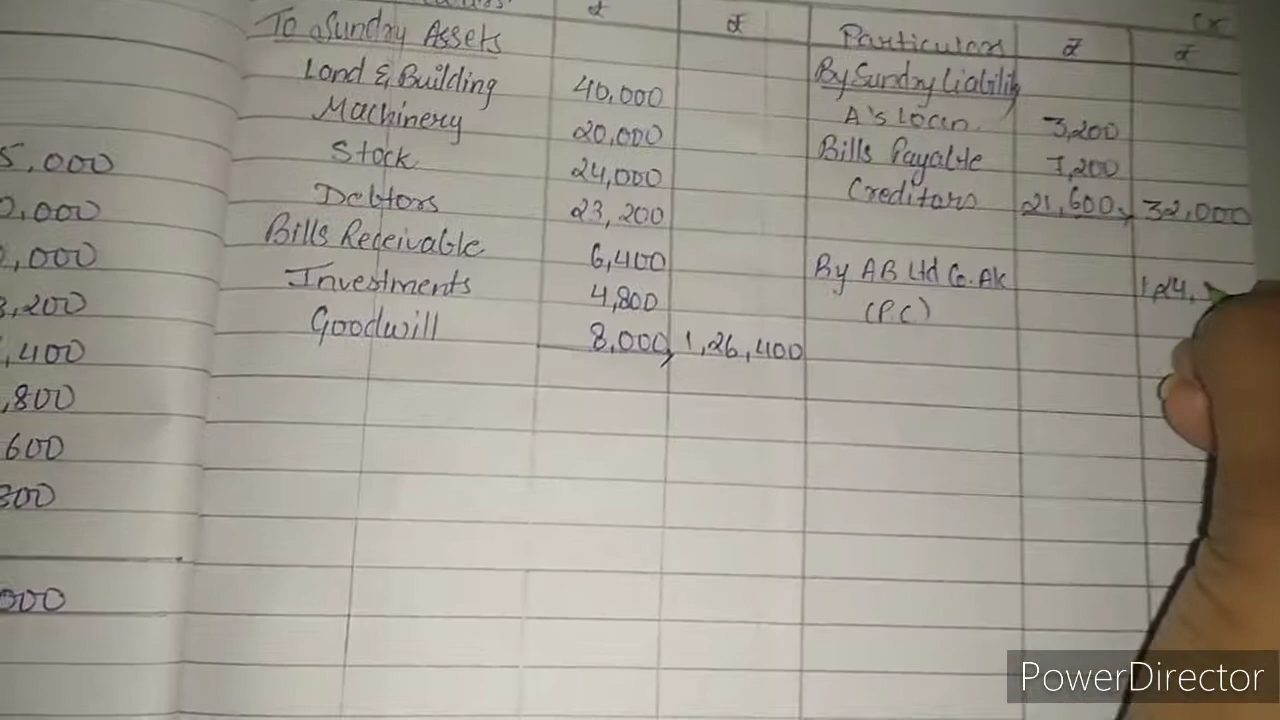 ₹
To Sundry Assets
₹
Particulars
₹
₹
Land & Building
40,000
By Sundry Liability
Machinery
20,000
A's Loan.
3,200
5,000
Stock
24,000
Bills Payable
7,200
,000
Debtors
23,200
Creditors
21,600,
32,000
,000
Bills Receivable
6,400
By AB Ltd Co. A/c
1,24,
,200
Investments
4,800
(P.C)
,400
Goodwill
8,000,
1,26,400
,800
600
300
000
PowerDirector